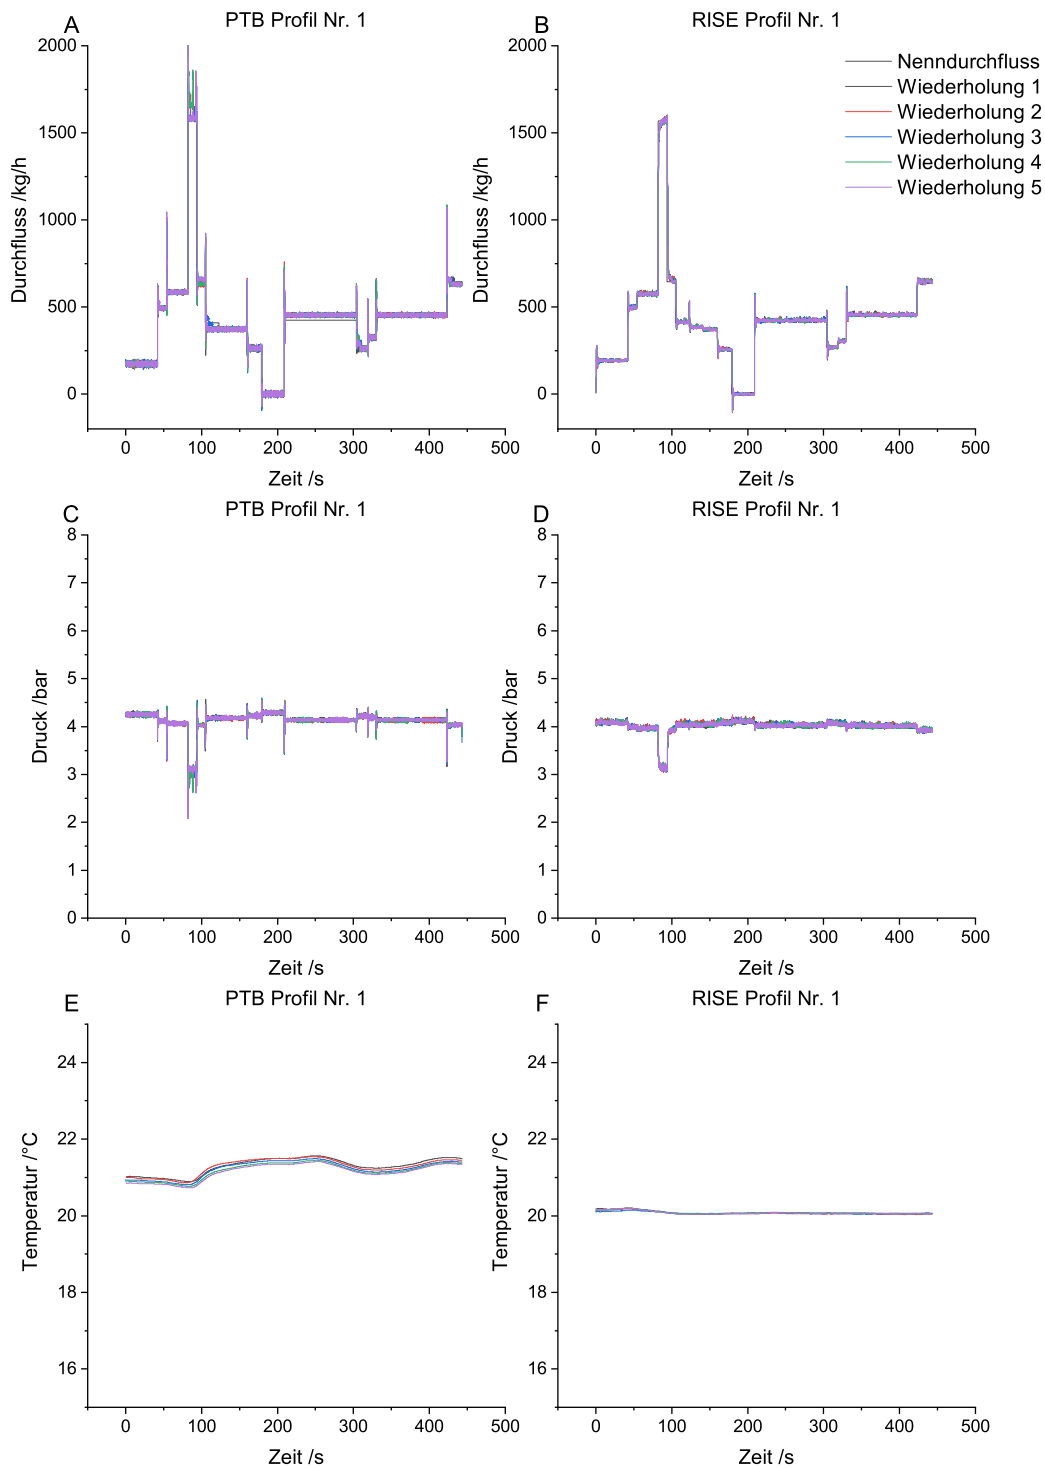 A
PTB Profil Nr. 1
2000
1500
1000
500
0
Durchfluss /kg/h
0
100
200
300
400
500
Zeit /s
B
RISE Profil Nr. 1
2000
1500
1000
500
0
Durchfluss /kg/h
0
100
200
300
400
500
Zeit /s
Nenndurchfluss
Wiederholung 1
Wiederholung 2
Wiederholung 3
Wiederholung 4
Wiederholung 5
C
PTB Profil Nr. 1
8
7
6
5
4
3
2
1
0
Druck /bar
0
100
200
300
400
500
Zeit /s
D
RISE Profil Nr. 1
8
7
6
5
4
3
2
1
0
Druck /bar
0
100
200
300
400
500
Zeit /s
E
PTB Profil Nr. 1
24
22
20
18
16
Temperatur /°C
0
100
200
300
400
500
Zeit /s
F
RISE Profil Nr. 1
24
22
20
18
16
Temperatur /°C
0
100
200
300
400
500
Zeit /s